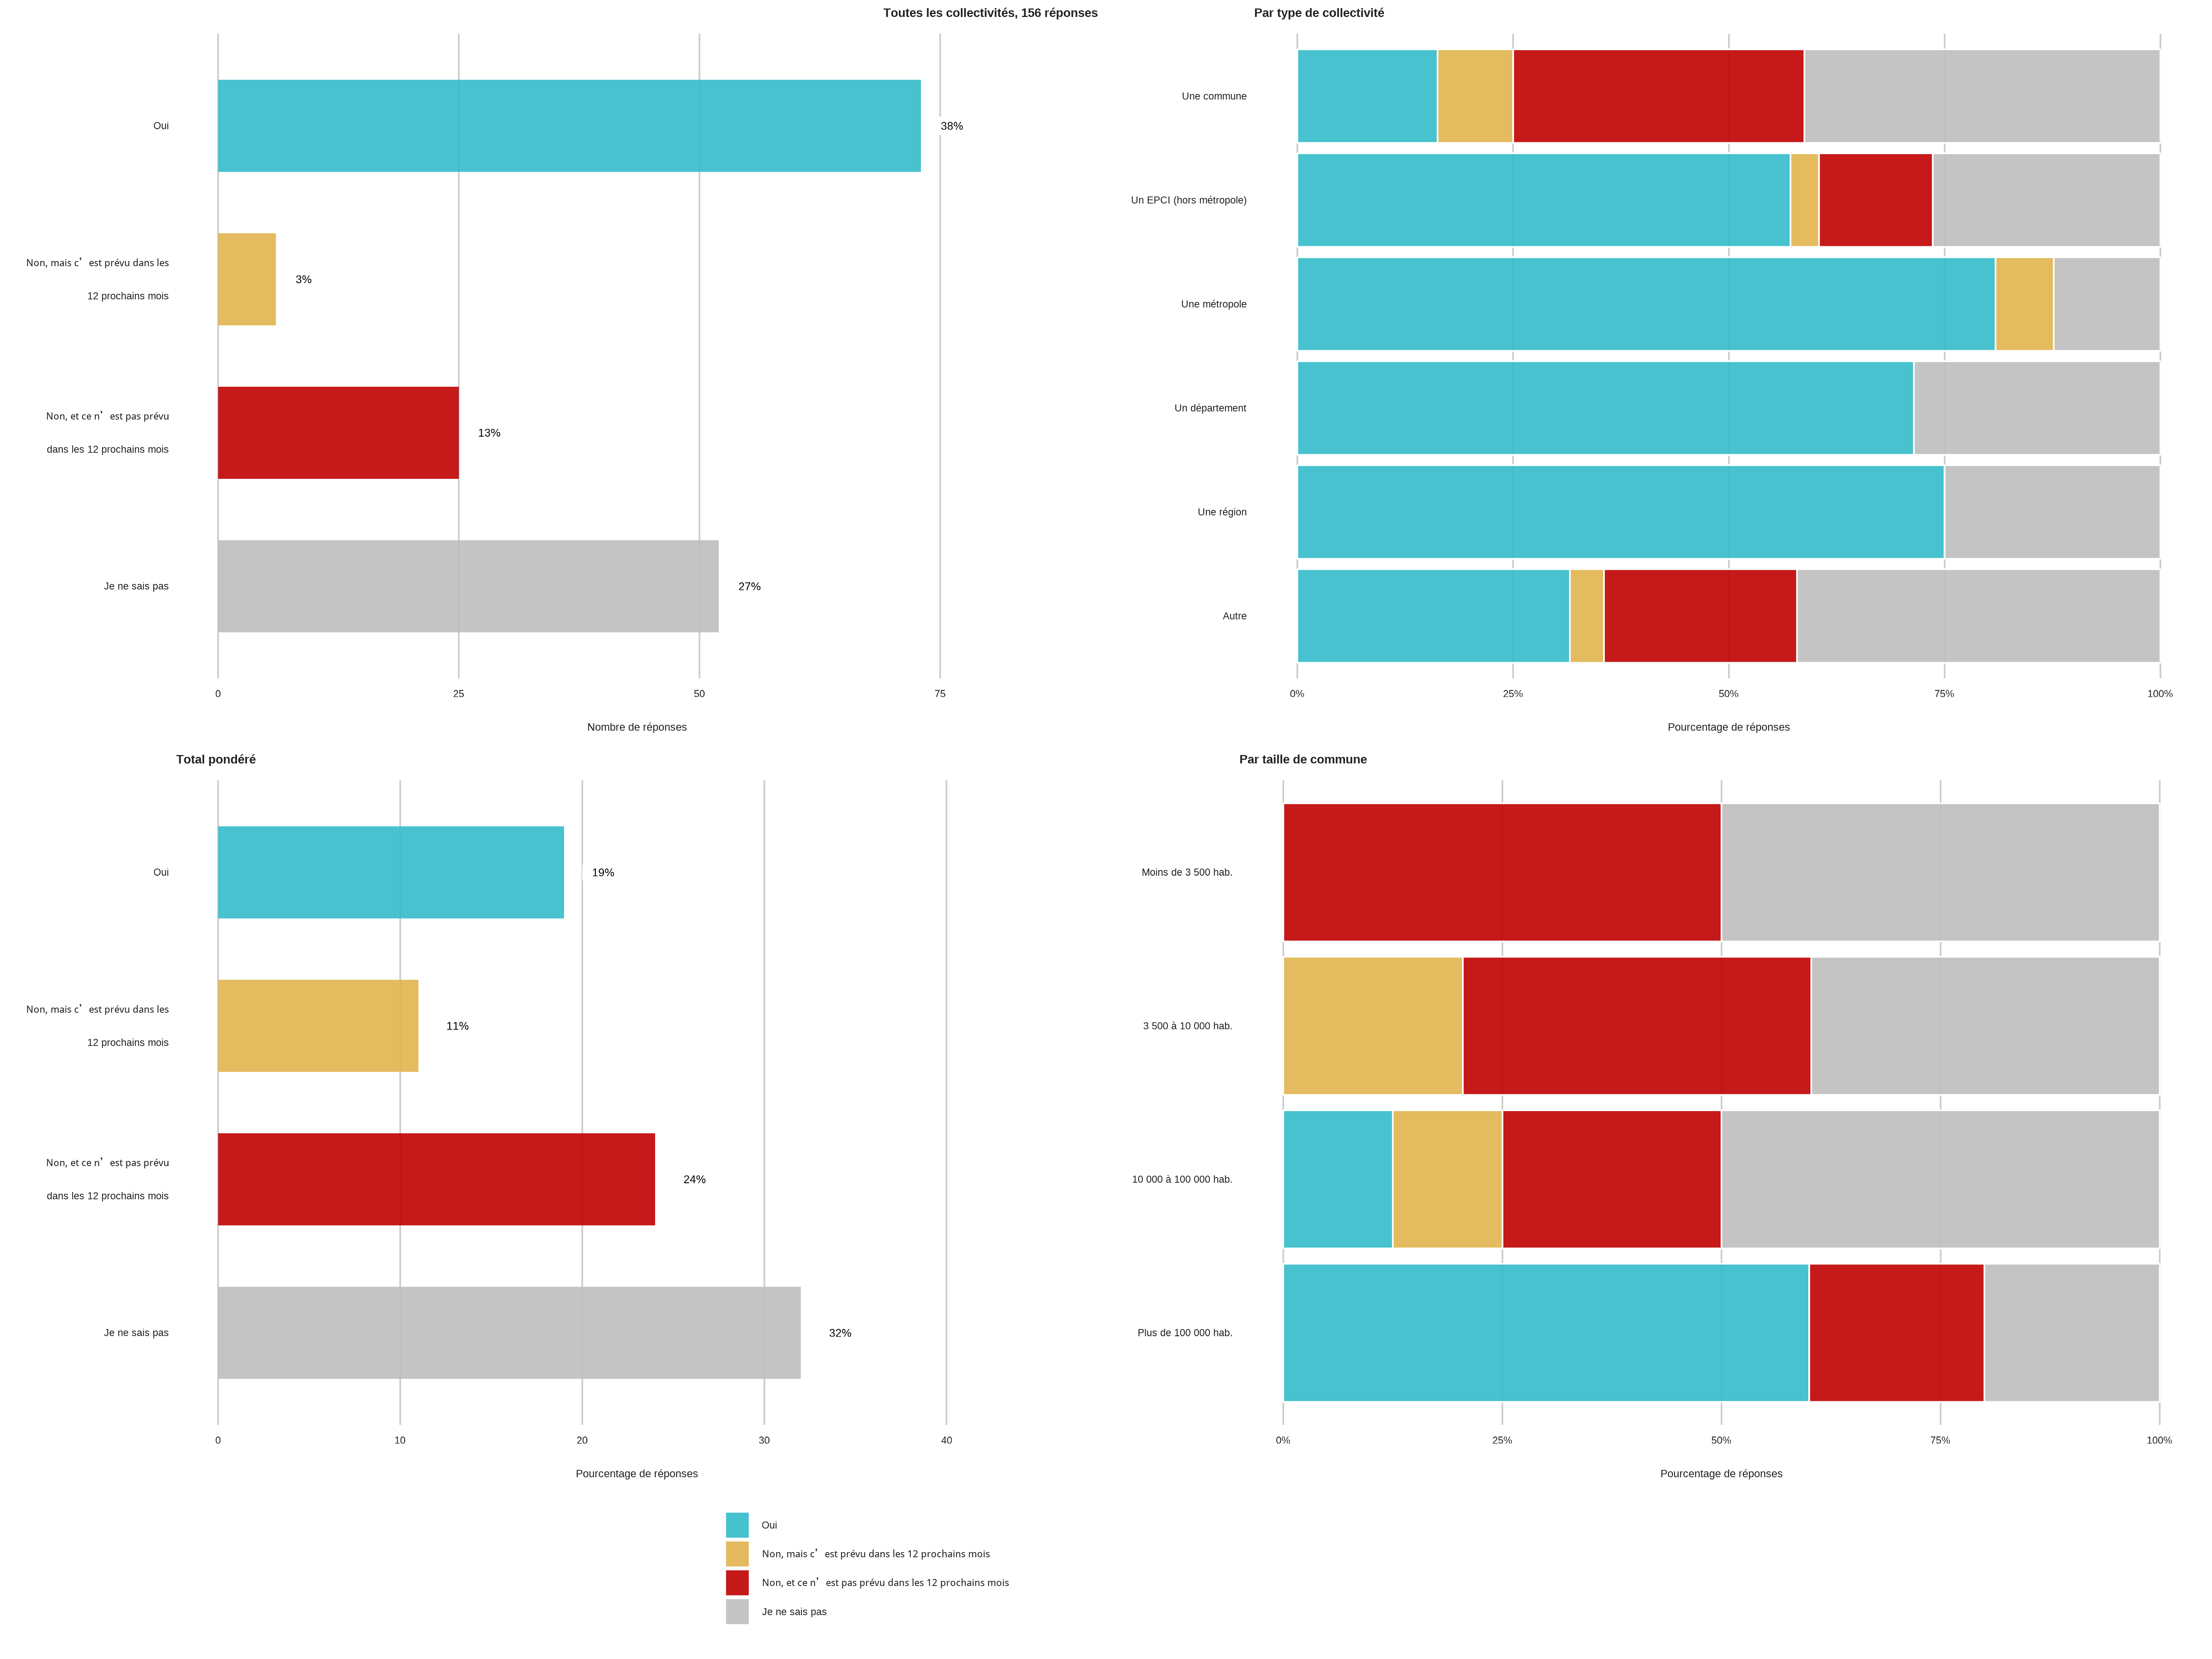 Toutes les collectivités, 156 réponses
Oui
38%
Non, mais c’est prévu dans les
12 prochains mois
3%
Non, et ce n’est pas prévu
dans les 12 prochains mois
13%
Je ne sais pas
27%
0 25 50 75
Nombre de réponses
Par type de collectivité
Une commune
Un EPCI (hors métropole)
Une métropole
Un département
Une région
Autre
0% 25% 50% 75% 100%
Pourcentage de réponses
Total pondéré
Oui
19%
Non, mais c’est prévu dans les
12 prochains mois
11%
Non, et ce n’est pas prévu
dans les 12 prochains mois
24%
Je ne sais pas
32%
0 10 20 30 40
Pourcentage de réponses
Par taille de commune
Moins de 3 500 hab.
3 500 à 10 000 hab.
10 000 à 100 000 hab.
Plus de 100 000 hab.
0% 25% 50% 75% 100%
Pourcentage de réponses
Oui
Non, mais c’est prévu dans les 12 prochains mois
Non, et ce n’est pas prévu dans les 12 prochains mois
Je ne sais pas